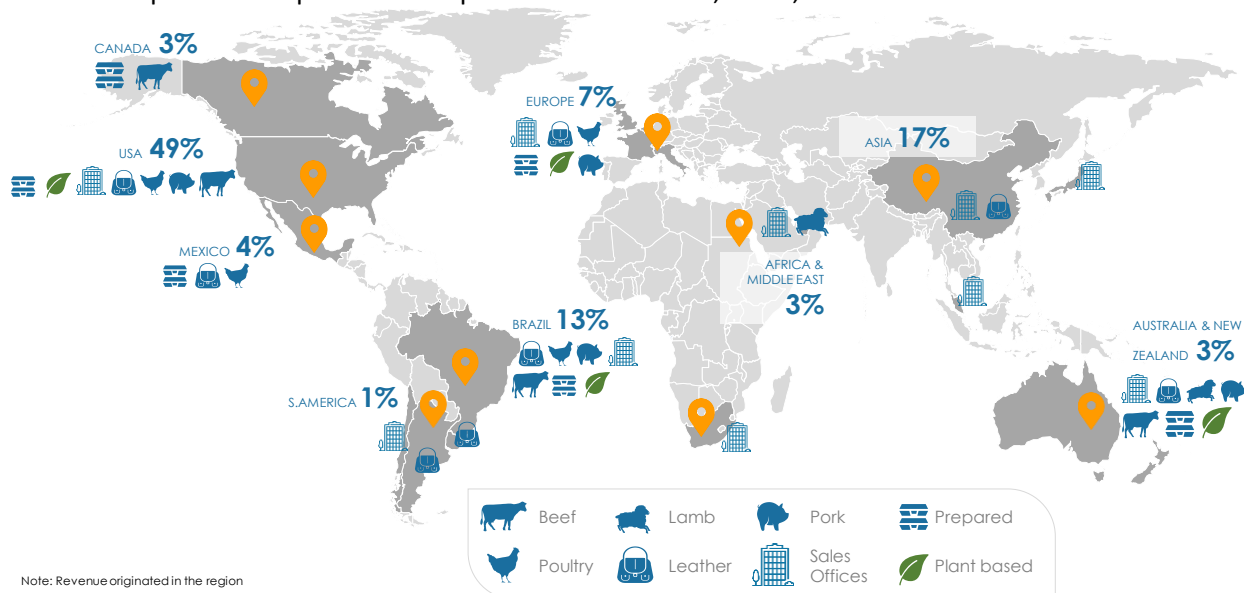 CANADA 3%
EUROPE 7%
ASIA 17%
USA 49%
MEXICO 4%
AFRICA &
MIDDLE EAST
3%
BRAZIL 13%
AUSTRALIA & NEW
ZEALAND 3%
S.AMERICA 1%
Beef
Lamb
Pork
Prepared
Poultry
Leather
Sales
Offices
Plant based
Note: Revenue originated in the region